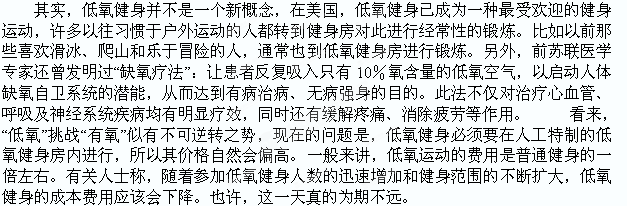 其实，低氧健身并不是一个新概念，在美国，低氧健身已成为一种最受欢迎的健身
运动，许多以往习惯于户外运动的人都转到健身房对此进行经常性的锻炼。比如以前那
些喜欢滑冰、爬山和乐于冒险的人，通常也到低氧健身房进行锻炼。另外，前苏联医学
专家还曾发明过“缺氧疗法”：让患者反复吸入只有 10％氧含量的低氧空气，以启动人体
缺氧自卫系统的潜能，从而达到有病治病、无病强身的目的。此法不仅对治疗心血管、
呼吸及神经系统疾病均有明显疗效，同时还有缓解疼痛、消除疲劳等作用。 看来，
“低氧”挑战“有氧”似有不可逆转之势，现在的问题是，低氧健身必须要在人工特制的低
氧健身房内进行，所以其价格自然会偏高。一般来讲，低氧运动的费用是普通健身的一
倍左右。有关人士称，随着参加低氧健身人数的迅速增加和健身范围的不断扩大，低氧
健身的成本费用应该会下降。也许，这一天真的为期不远。